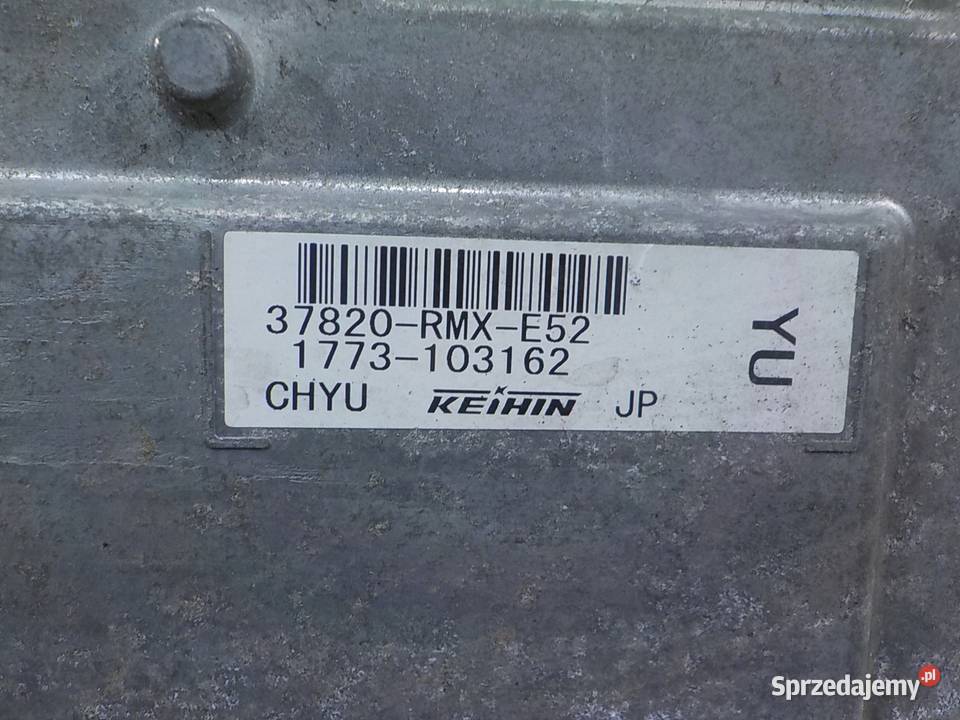 37820-RMX-E52
1773-103162
CHYU KEIHIN JP
YU
Sprzedajemy.pl